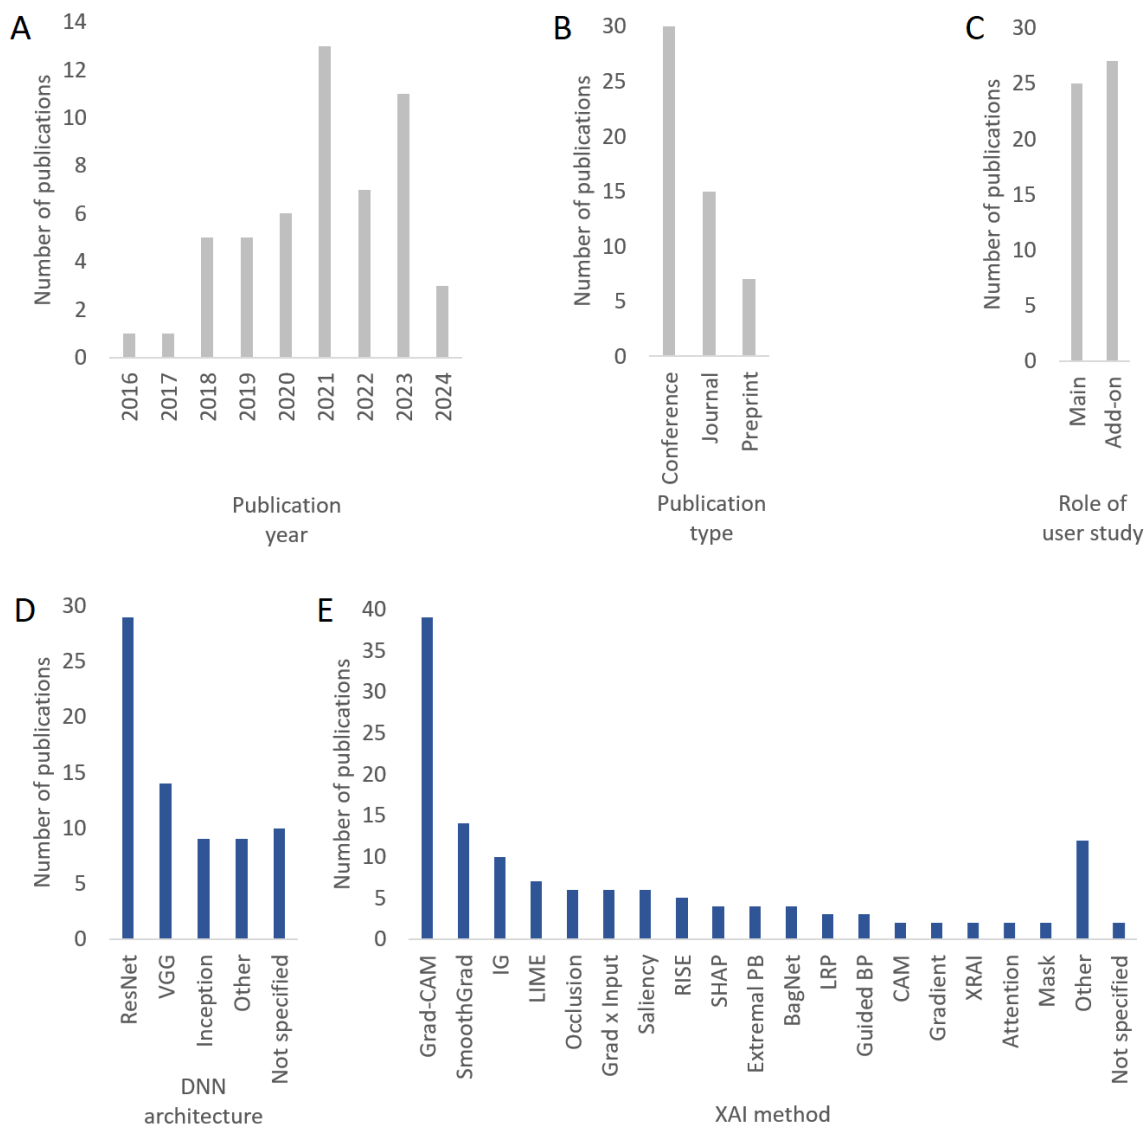 A
Number of publications
14
12
10
8
6
4
2
0
2016
2017
2018
2019
2020
2021
2022
2023
2024
Publication
year
B
Number of publications
30
25
20
15
10
5
0
Conference
Journal
Preprint
Publication
type
C
Number of publications
30
25
20
15
10
5
0
Main
Add-on
Role of
user study
D
Number of publications
30
25
20
15
10
5
0
ResNet
VGG
Inception
Other
Not specified
DNN
architecture
E
Number of publications
40
35
30
25
20
15
10
5
0
Grad-CAM
SmoothGrad
IG
LIME
Occlusion
Grad x Input
Saliency
RISE
SHAP
Extremal PB
BagNet
LRP
Guided BP
CAM
Gradient
XRAI
Attention
Mask
Other
Not specified
XAI method